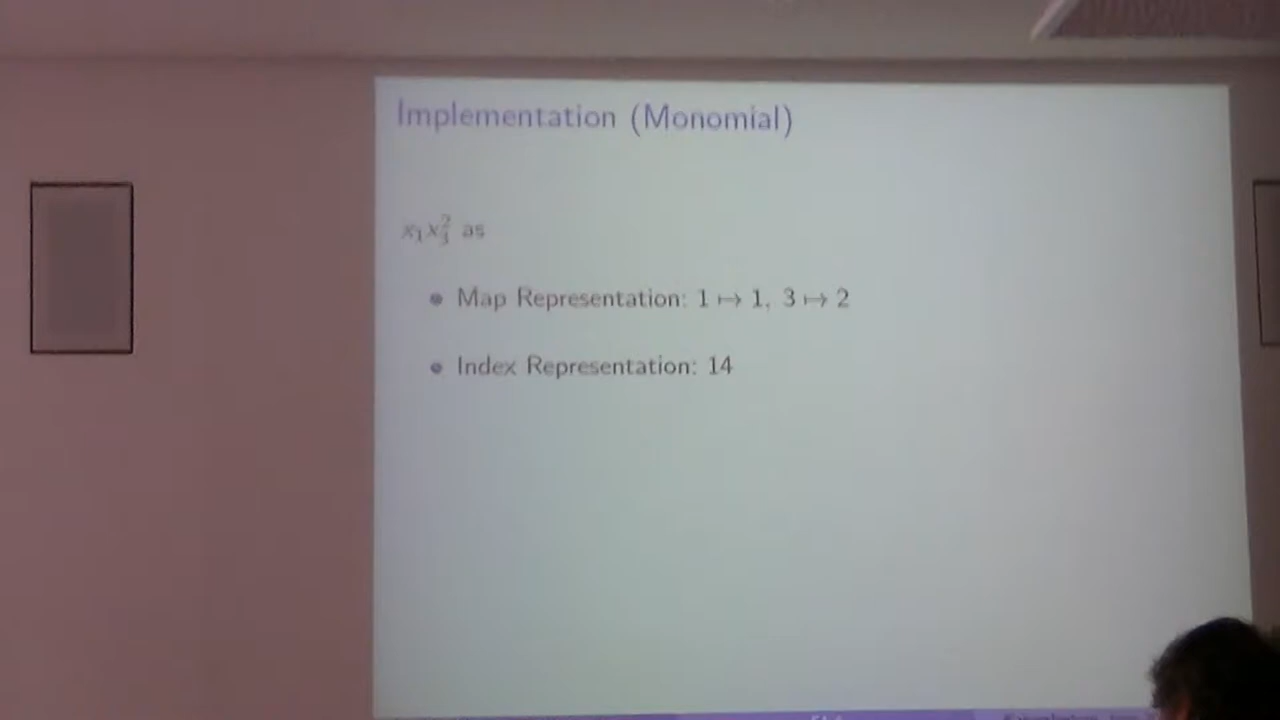 Implementation (Monomial)
x₁x₃² as
Map Representation: 1 ↦ 1, 3 ↦ 2
Index Representation: 14